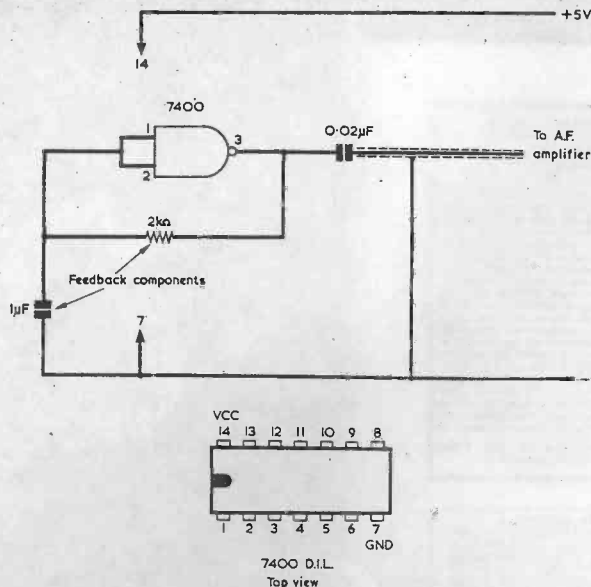 +5V
14
7400
1
2
3
0·02µF
To A.F.
amplifier
2kΩ
Feedback components
1µF
7
−
VCC
14 13 12 11 10 9 8
1 2 3 4 5 6 7
GND
7400 D.I.L.
Top view